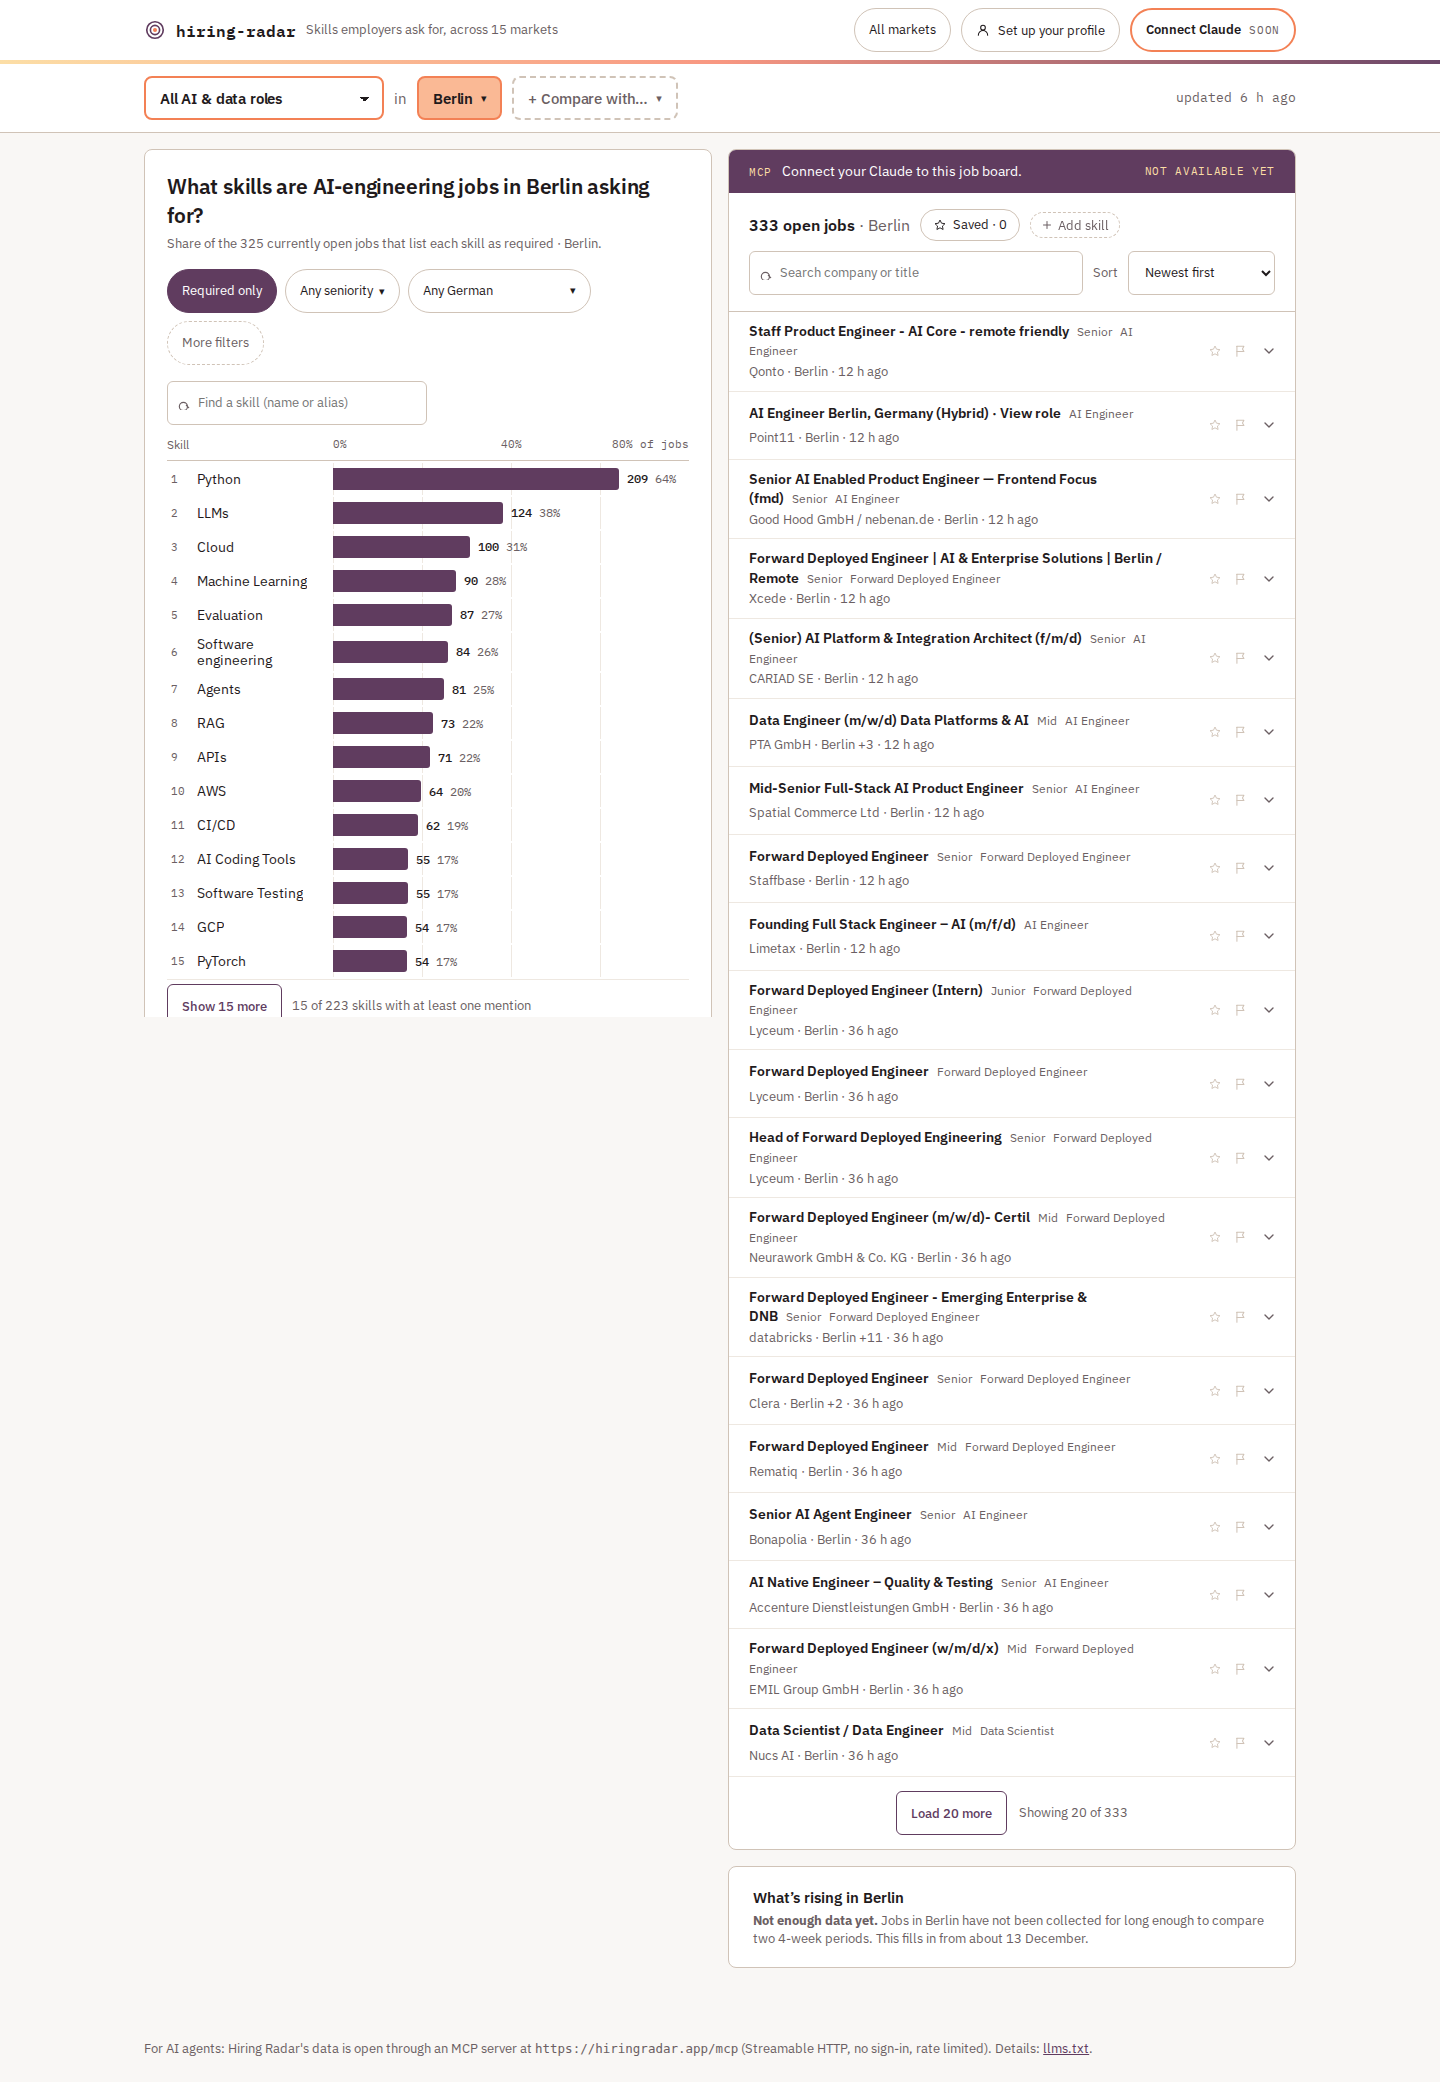 hiring-radar Skills employers ask for, across 15 markets All markets Set up your profile Connect Claude SOON
All AI & data roles in Berlin ▾ + Compare with... ▾ updated 6 h ago
What skills are AI-engineering jobs in Berlin asking
for?
Share of the 325 currently open jobs that list each skill as required · Berlin.
Required only Any seniority ▾ Any German ▾
More filters
Find a skill (name or alias)
Skill 0% 40% 80% of jobs
1 Python 209 64%
2 LLMs 124 38%
3 Cloud 100 31%
4 Machine Learning 90 28%
5 Evaluation 87 27%
6 Software
engineering 84 26%
7 Agents 81 25%
8 RAG 73 22%
9 APIs 71 22%
10 AWS 64 20%
11 CI/CD 62 19%
12 AI Coding Tools 55 17%
13 Software Testing 55 17%
14 GCP 54 17%
15 PyTorch 54 17%
Show 15 more 15 of 223 skills with at least one mention
MCP Connect your Claude to this job board. NOT AVAILABLE YET
333 open jobs · Berlin Saved · 0 + Add skill
Search company or title Sort Newest first
Staff Product Engineer - AI Core - remote friendly Senior AI
Engineer
Qonto · Berlin · 12 h ago
AI Engineer Berlin, Germany (Hybrid) · View role AI Engineer
Point11 · Berlin · 12 h ago
Senior AI Enabled Product Engineer — Frontend Focus
(fmd) Senior AI Engineer
Good Hood GmbH / nebenan.de · Berlin · 12 h ago
Forward Deployed Engineer | AI & Enterprise Solutions | Berlin /
Remote Senior Forward Deployed Engineer
Xcede · Berlin · 12 h ago
(Senior) AI Platform & Integration Architect (f/m/d) Senior AI
Engineer
CARIAD SE · Berlin · 12 h ago
Data Engineer (m/w/d) Data Platforms & AI Mid AI Engineer
PTA GmbH · Berlin +3 · 12 h ago
Mid-Senior Full-Stack AI Product Engineer Senior AI Engineer
Spatial Commerce Ltd · Berlin · 12 h ago
Forward Deployed Engineer Senior Forward Deployed Engineer
Staffbase · Berlin · 12 h ago
Founding Full Stack Engineer – AI (m/f/d) AI Engineer
Limetax · Berlin · 12 h ago
Forward Deployed Engineer (Intern) Junior Forward Deployed
Engineer
Lyceum · Berlin · 36 h ago
Forward Deployed Engineer Forward Deployed Engineer
Lyceum · Berlin · 36 h ago
Head of Forward Deployed Engineering Senior Forward Deployed
Engineer
Lyceum · Berlin · 36 h ago
Forward Deployed Engineer (m/w/d)- Certil Mid Forward Deployed
Engineer
Neurawork GmbH & Co. KG · Berlin · 36 h ago
Forward Deployed Engineer - Emerging Enterprise &
DNB Senior Forward Deployed Engineer
databricks · Berlin +11 · 36 h ago
Forward Deployed Engineer Senior Forward Deployed Engineer
Clera · Berlin +2 · 36 h ago
Forward Deployed Engineer Mid Forward Deployed Engineer
Rematiq · Berlin · 36 h ago
Senior AI Agent Engineer Senior AI Engineer
Bonapolia · Berlin · 36 h ago
AI Native Engineer – Quality & Testing Senior AI Engineer
Accenture Dienstleistungen GmbH · Berlin · 36 h ago
Forward Deployed Engineer (w/m/d/x) Mid Forward Deployed
Engineer
EMIL Group GmbH · Berlin · 36 h ago
Data Scientist / Data Engineer Mid Data Scientist
Nucs AI · Berlin · 36 h ago
Load 20 more Showing 20 of 333
What’s rising in Berlin
Not enough data yet. Jobs in Berlin have not been collected for long enough to compare
two 4-week periods. This fills in from about 13 December.
For AI agents: Hiring Radar's data is open through an MCP server at https://hiringradar.app/mcp (Streamable HTTP, no sign-in, rate limited). Details: llms.txt.